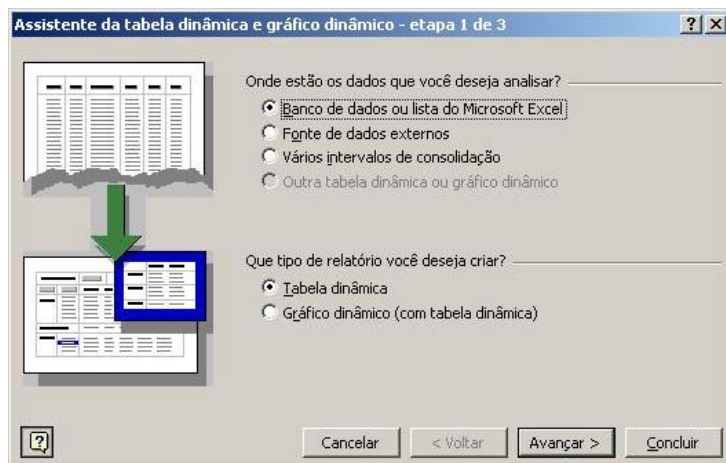 Assistente da tabela dinâmica e gráfico dinâmico - etapa 1 de 3
Onde estão os dados que você deseja analisar?
Banco de dados ou lista do Microsoft Excel
Fonte de dados externos
Vários intervalos de consolidação
Outra tabela dinâmica ou gráfico dinâmico
Que tipo de relatório você deseja criar?
Tabela dinâmica
Gráfico dinâmico (com tabela dinâmica)
Cancelar < Voltar Avançar > Concluir